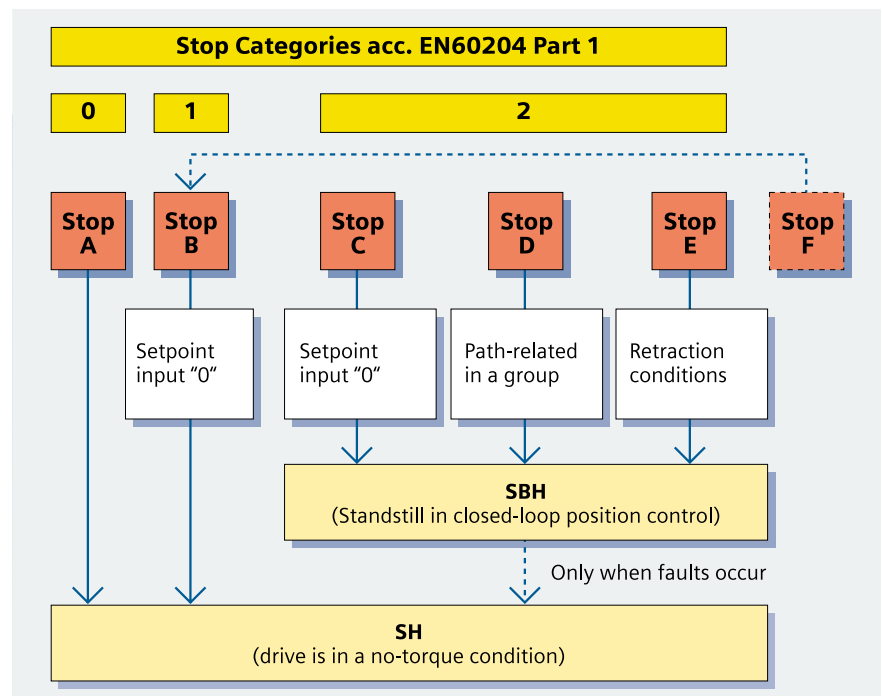 Stop Categories acc. EN60204 Part 1
0
1
2
Stop
A
Stop
B
Stop
C
Stop
D
Stop
E
Stop
F
Setpoint
input “0“
Setpoint
input “0“
Path-related
in a group
Retraction
conditions
SBH
(Standstill in closed-loop position control)
Only when faults occur
SH
(drive is in a no-torque condition)